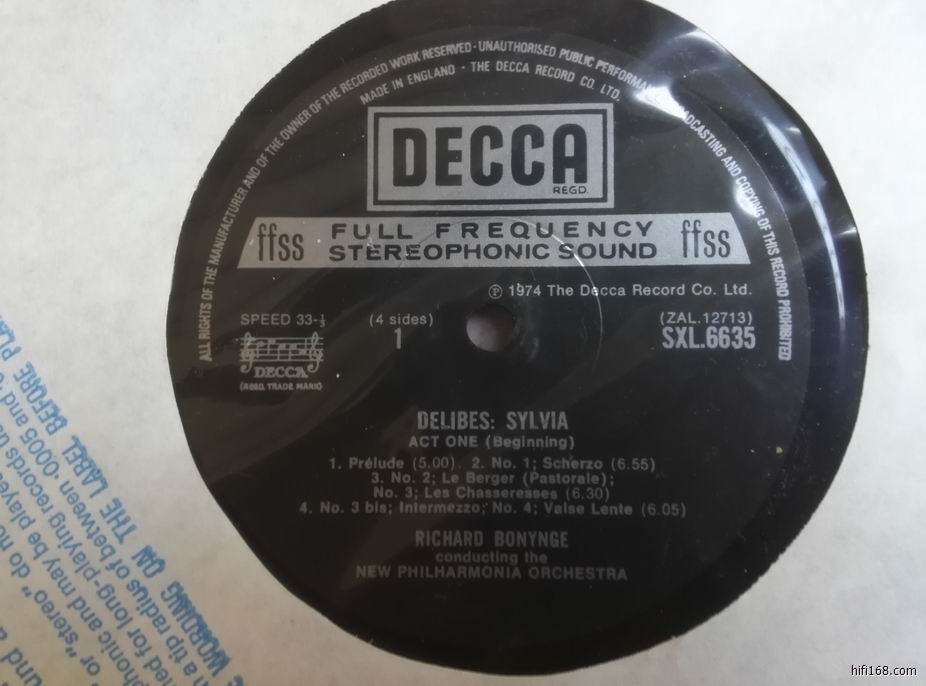 ALL RIGHTS OF THE MANUFACTURER AND OF THE OWNER OF THE RECORDED WORK RESERVED · UNAUTHORISED PUBLIC PERFORMAN BROADCASTING AND COPYING OF THIS RECORD PROHIBITED
MADE IN ENGLAND · THE DECCA RECORD CO. LTD.
DECCA
REGD.
ffss FULL FREQUENCY ffss
STEREOPHONIC SOUND
℗ 1974 The Decca Record Co. Ltd.
SPEED 33-⅓ (4 sides) (ZAL.12713)
1 SXL.6635
DECCA
(REGD. TRADE MARK)
DELIBES: SYLVIA
ACT ONE (Beginning)
1. Prélude (5.00). 2. No. 1; Scherzo (6.55)
3. No. 2; Le Berger (Pastorale);
No. 3; Les Chasseresses (6.30)
4. No. 3 bis; Intermezzo; No. 4; Valse Lente (6.05)
RICHARD BONYNGE
conducting the
NEW PHILHARMONIA ORCHESTRA
WORDING ON THE LABEL BEFORE PLA
a tip radius of between ·0005 and
ned for long-playing records
phonic and may be played
or "stereo" do no
und a
hifi168.com